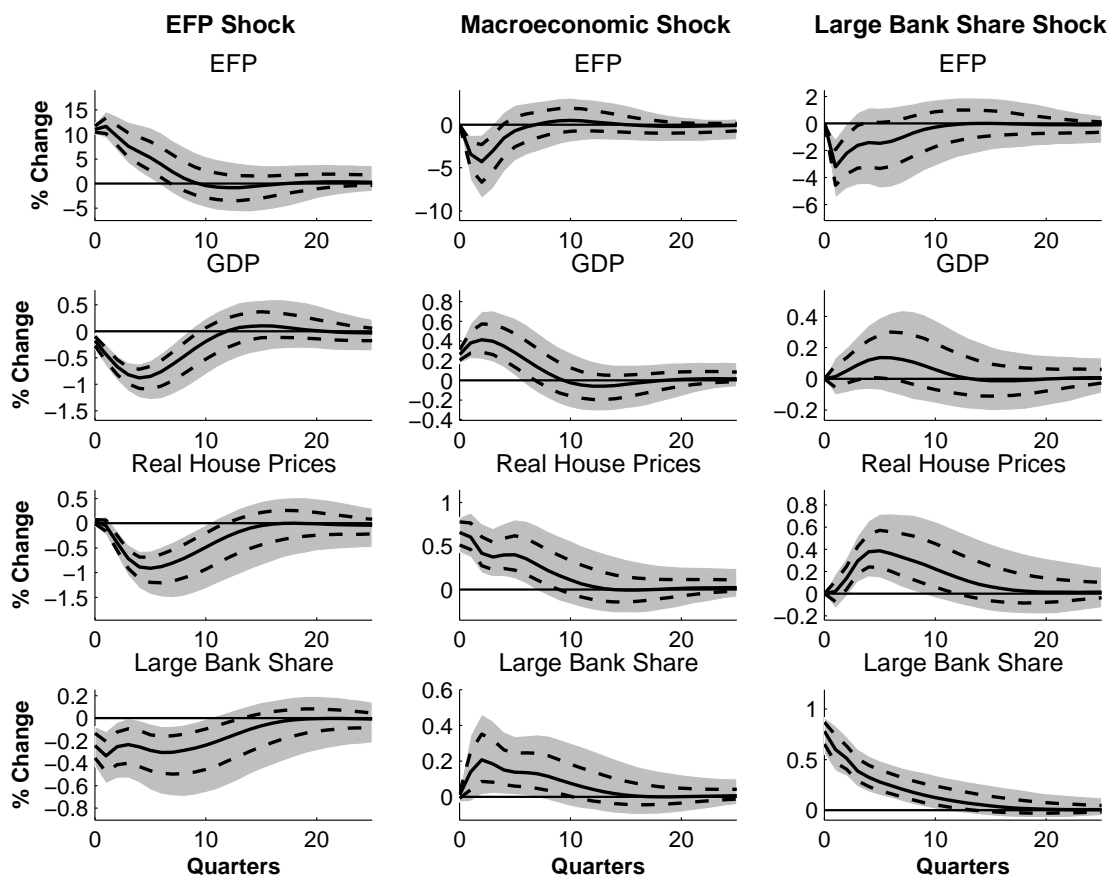 EFP Shock Macroeconomic Shock Large Bank Share Shock
EFP EFP EFP
% Change
15
10
5
0
−5
0 10 20
0
−5
−10
0 10 20
2
0
−2
−4
−6
0 10 20
GDP GDP GDP
% Change
0.5
0
−0.5
−1
−1.5
0 10 20
0.8
0.6
0.4
0.2
0
−0.2
−0.4
0 10 20
0.4
0.2
0
−0.2
0 10 20
Real House Prices Real House Prices Real House Prices
% Change
0.5
0
−0.5
−1
−1.5
0 10 20
1
0.5
0
0 10 20
0.8
0.6
0.4
0.2
0
−0.2
0 10 20
Large Bank Share Large Bank Share Large Bank Share
% Change
0.2
0
−0.2
−0.4
−0.6
−0.8
0 10 20
0.6
0.4
0.2
0
0 10 20
1
0.5
0
0 10 20
Quarters Quarters Quarters